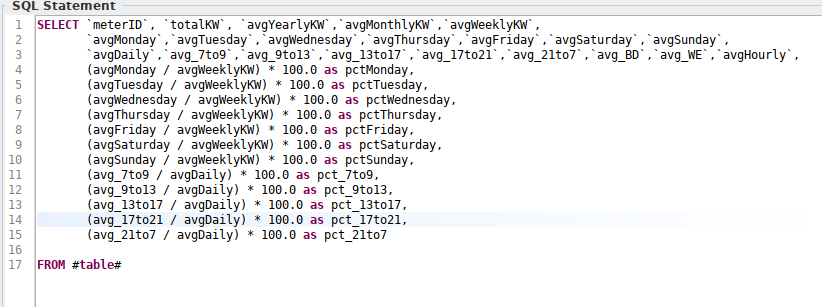 SQL Statement
1 SELECT `meterID`, `totalKW`, `avgYearlyKW`,`avgMonthlyKW`,`avgWeeklyKW`,
2 `avgMonday`,`avgTuesday`,`avgWednesday`,`avgThursday`,`avgFriday`,`avgSaturday`,`avgSunday`,
3 `avgDaily`,`avg_7to9`,`avg_9to13`,`avg_13to17`,`avg_17to21`,`avg_21to7`,`avg_BD`,`avg_WE`,`avgHourly`,
4 (avgMonday / avgWeeklyKW) * 100.0 as pctMonday,
5 (avgTuesday / avgWeeklyKW) * 100.0 as pctTuesday,
6 (avgWednesday / avgWeeklyKW) * 100.0 as pctWednesday,
7 (avgThursday / avgWeeklyKW) * 100.0 as pctThursday,
8 (avgFriday / avgWeeklyKW) * 100.0 as pctFriday,
9 (avgSaturday / avgWeeklyKW) * 100.0 as pctSaturday,
10 (avgSunday / avgWeeklyKW) * 100.0 as pctSunday,
11 (avg_7to9 / avgDaily) * 100.0 as pct_7to9,
12 (avg_9to13 / avgDaily) * 100.0 as pct_9to13,
13 (avg_13to17 / avgDaily) * 100.0 as pct_13to17,
14 (avg_17to21 / avgDaily) * 100.0 as pct_17to21,
15 (avg_21to7 / avgDaily) * 100.0 as pct_21to7
16
17 FROM #table#